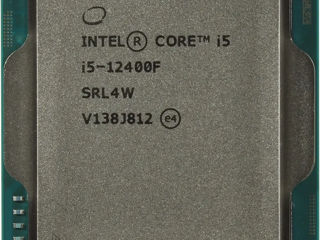 INTEL® CORE™ i5
i5-12400F
SRL4W
V138J812 e4